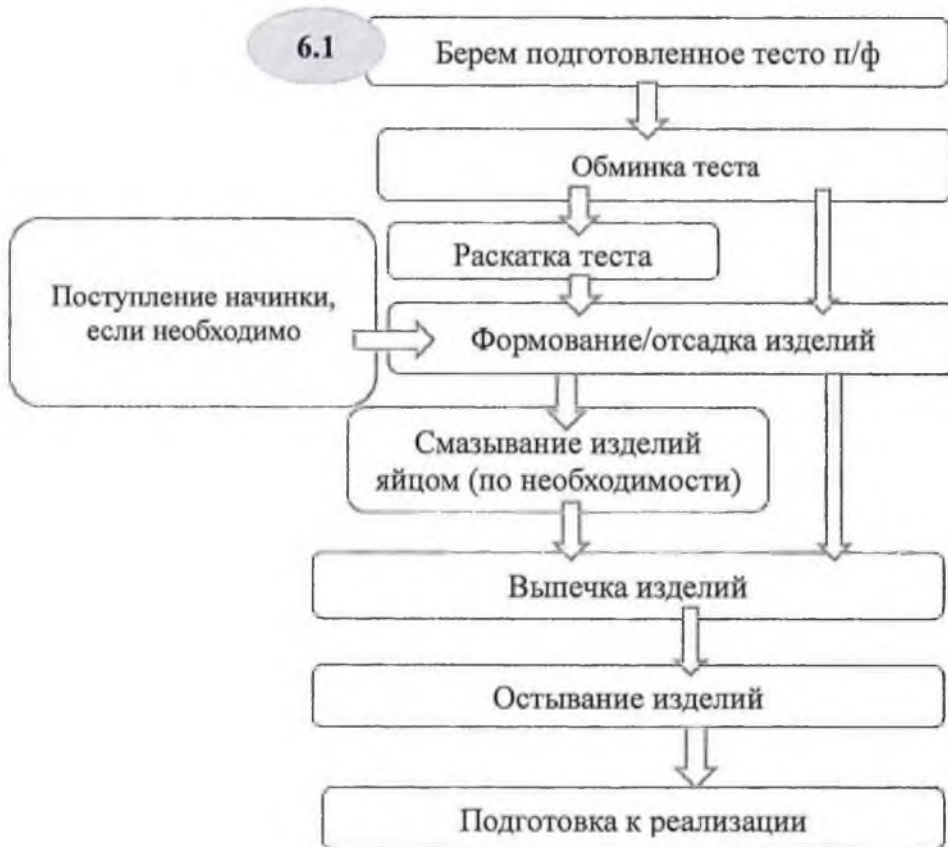 6.1
Берем подготовленное тесто п/ф
Обминка теста
Раскатка теста
Поступление начинки,
если необходимо
Формование/отсадка изделий
Смазывание изделий
яйцом (по необходимости)
Выпечка изделий
Остывание изделий
Подготовка к реализации